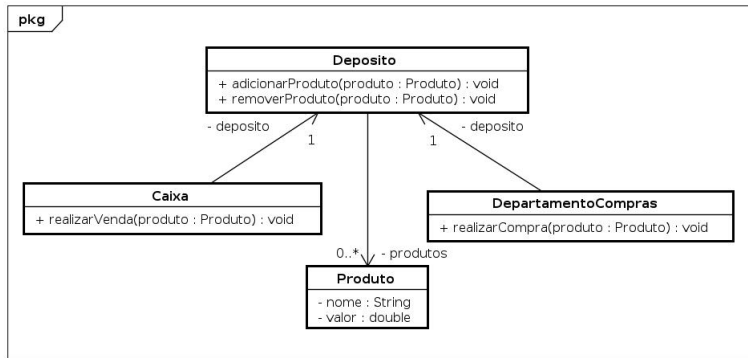 pkg
Deposito
+ adicionarProduto(produto : Produto) : void
+ removerProduto(produto : Produto) : void
- deposito
1
1
- deposito
Caixa
+ realizarVenda(produto : Produto) : void
DepartamentoCompras
+ realizarCompra(produto : Produto) : void
0..*
- produtos
Produto
- nome : String
- valor : double